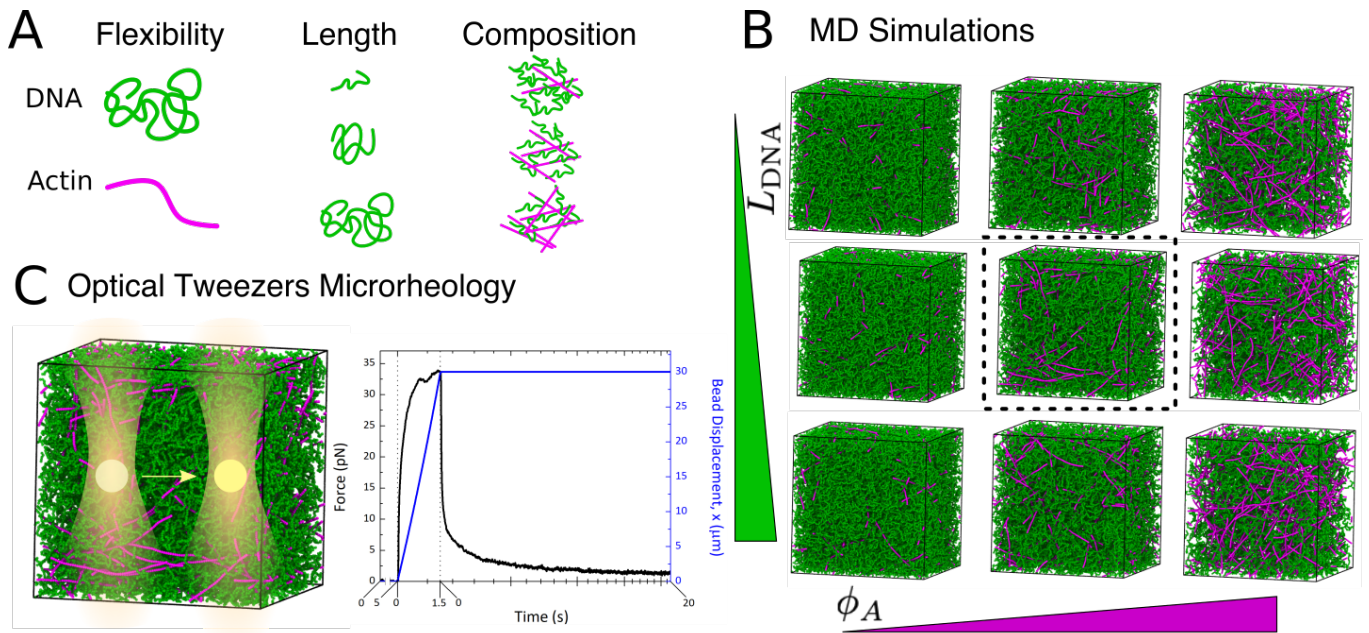 A
Flexibility Length Composition
DNA
Actin
B MD Simulations
L_DNA
ϕ_A
C Optical Tweezers Microrheology
Force (pN)
35
30
25
20
15
10
5
0
Bead Displacement, x (μm)
30
25
20
15
10
5
0
0 5 0 1.5 0 20
Time (s)